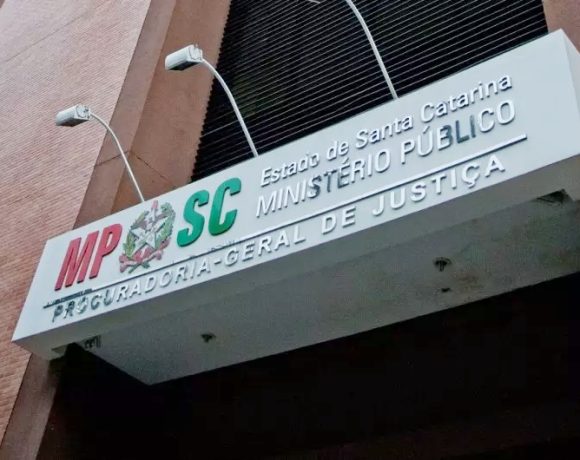 MP SC
Estado de Santa Catarina
MINISTÉRIO PÚBLICO
PROCURADORIA-GERAL DE JUSTIÇA